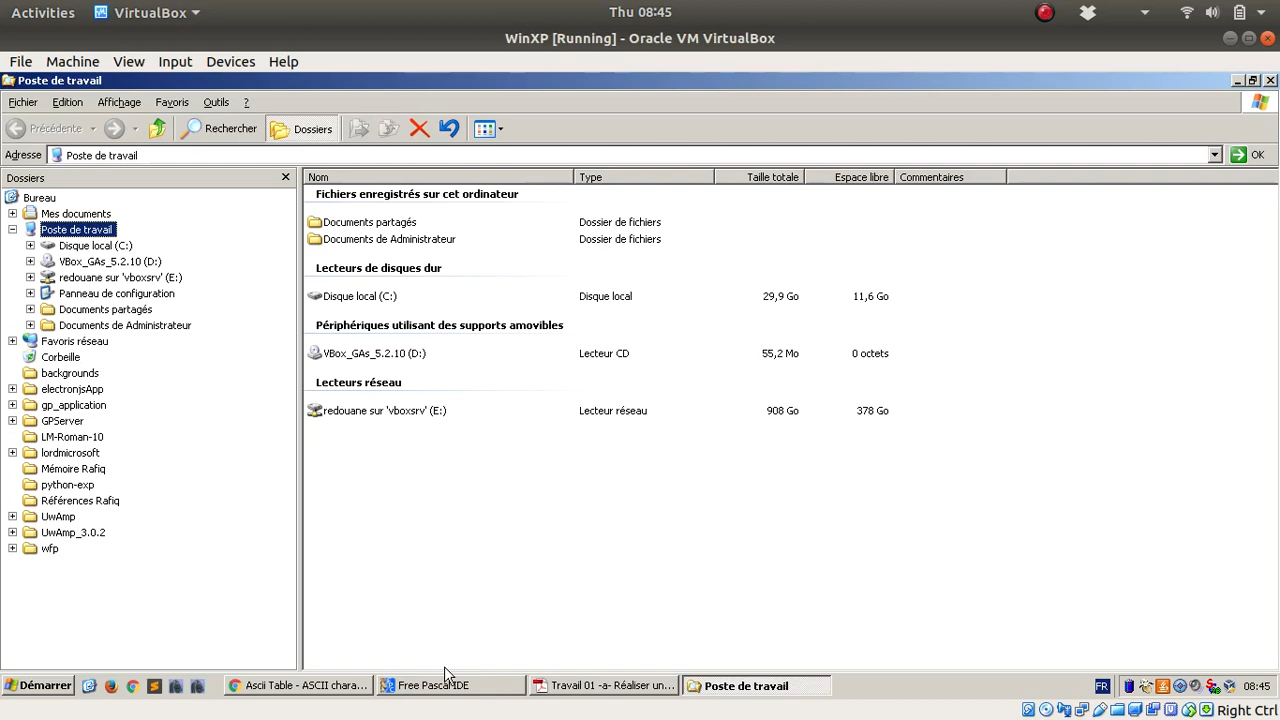 Activities VirtualBox Thu 08:45
WinXP [Running] - Oracle VM VirtualBox
File Machine View Input Devices Help
Poste de travail
Fichier Edition Affichage Favoris Outils ?
Précédente Rechercher Dossiers
Adresse Poste de travail OK
Dossiers
Bureau
Mes documents
Poste de travail
Disque local (C:)
VBox_GAs_5.2.10 (D:)
redouane sur 'vboxsrv' (E:)
Panneau de configuration
Documents partagés
Documents de Administrateur
Favoris réseau
Corbeille
backgrounds
electronjsApp
gp_application
GPServer
LM-Roman-10
lordmicrosoft
Mémoire Rafiq
python-exp
Références Rafiq
UwAmp
UwAmp_3.0.2
wfp
Nom Type Taille totale Espace libre Commentaires
Fichiers enregistrés sur cet ordinateur
Documents partagés Dossier de fichiers
Documents de Administrateur Dossier de fichiers
Lecteurs de disques dur
Disque local (C:) Disque local 29,9 Go 11,6 Go
Périphériques utilisant des supports amovibles
VBox_GAs_5.2.10 (D:) Lecteur CD 55,2 Mo 0 octets
Lecteurs réseau
redouane sur 'vboxsrv' (E:) Lecteur réseau 908 Go 378 Go
Démarrer Ascii Table - ASCII chara... Free Pascal IDE Travail 01 -a- Réaliser un... Poste de travail FR 08:45
Right Ctrl